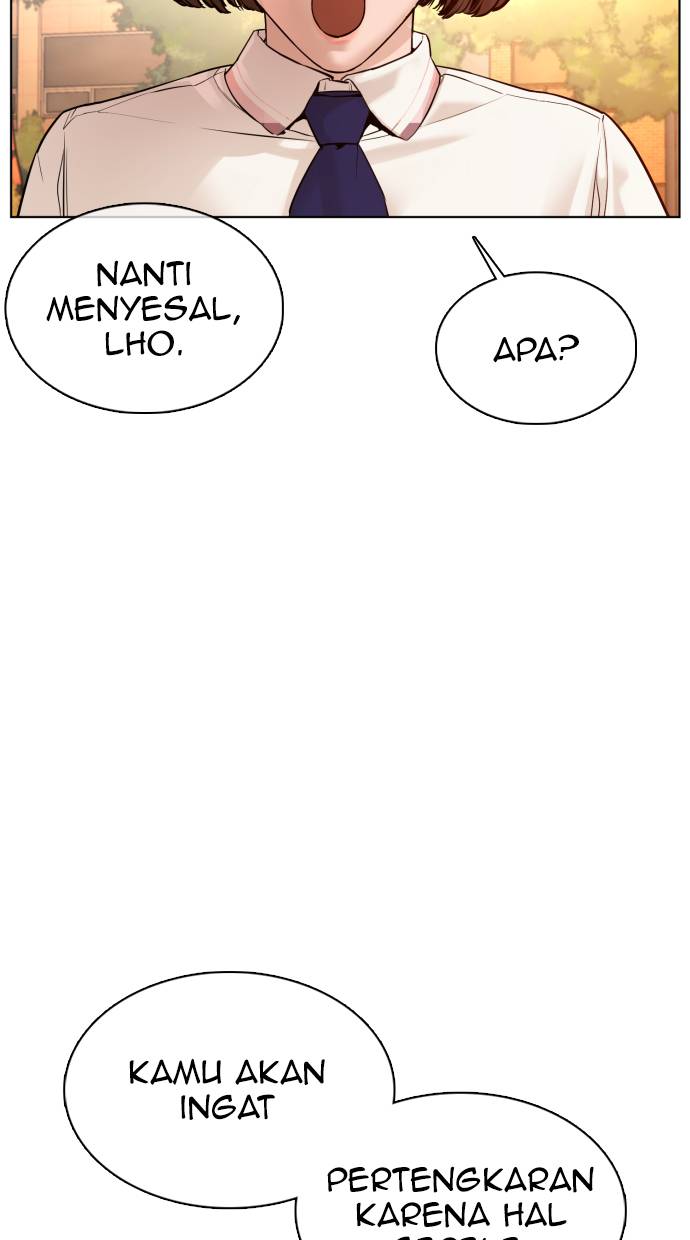 NANTI
MENYESAL,
LHO.
APA?
KAMU AKAN
INGAT
PERTENGKARAN
KARENA HAL